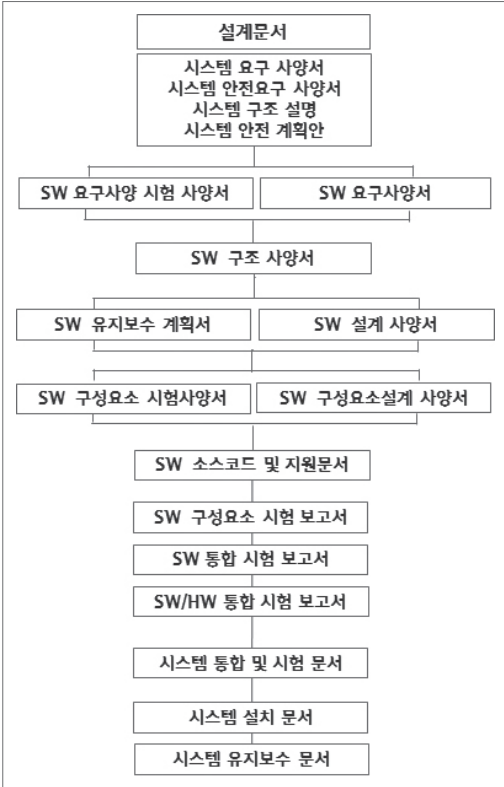 설계문서
시스템 요구 사양서
시스템 안전요구 사양서
시스템 구조 설명
시스템 안전 계획안
SW 요구사양 시험 사양서
SW 요구사양서
SW 구조 사양서
SW 유지보수 계획서
SW 설계 사양서
SW 구성요소 시험사양서
SW 구성요소설계 사양서
SW 소스코드 및 지원문서
SW 구성요소 시험 보고서
SW 통합 시험 보고서
SW/HW 통합 시험 보고서
시스템 통합 및 시험 문서
시스템 설치 문서
시스템 유지보수 문서